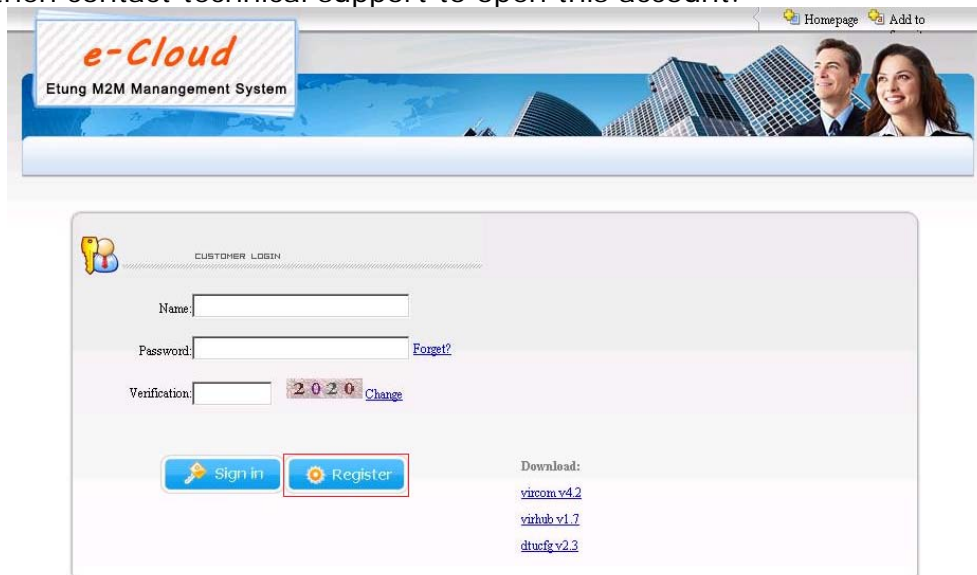 then contact technical support to open this account.
Homepage Add to
e-Cloud
Etung M2M Manangement System
CUSTOMER LOGIN
Name:
Password: Forget?
Verification: 2020 Change
Sign in Register
Download:
vircom v4.2
virhub v1.7
dtucfg v2.3